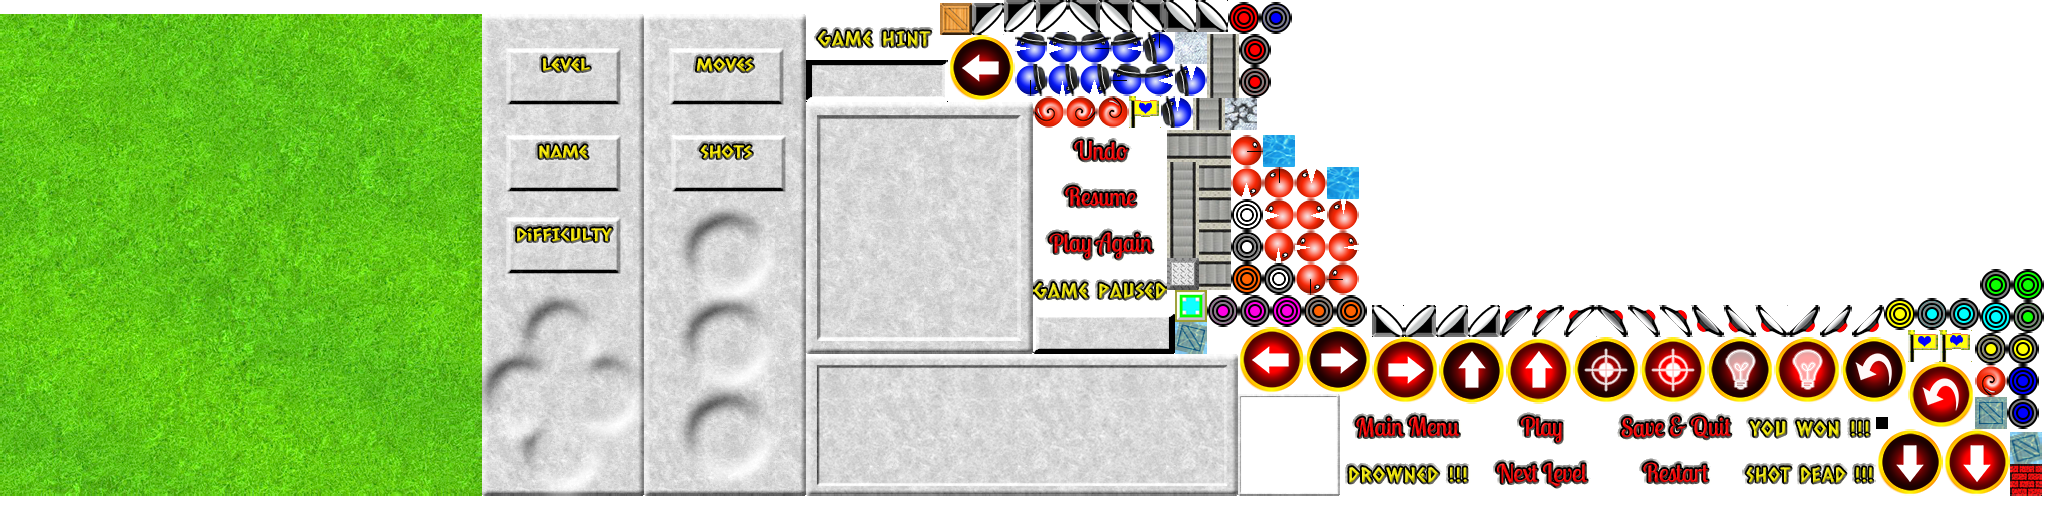 GAME HINT
LEVEL
MOVES
NAME
SHOTS
DIFFICULTY
Undo
Resume
Play Again
GAME PAUSED
Main Menu
Play
Save & Quit
YOU WON !!!
DROWNED !!!
Next Level
Restart
SHOT DEAD !!!